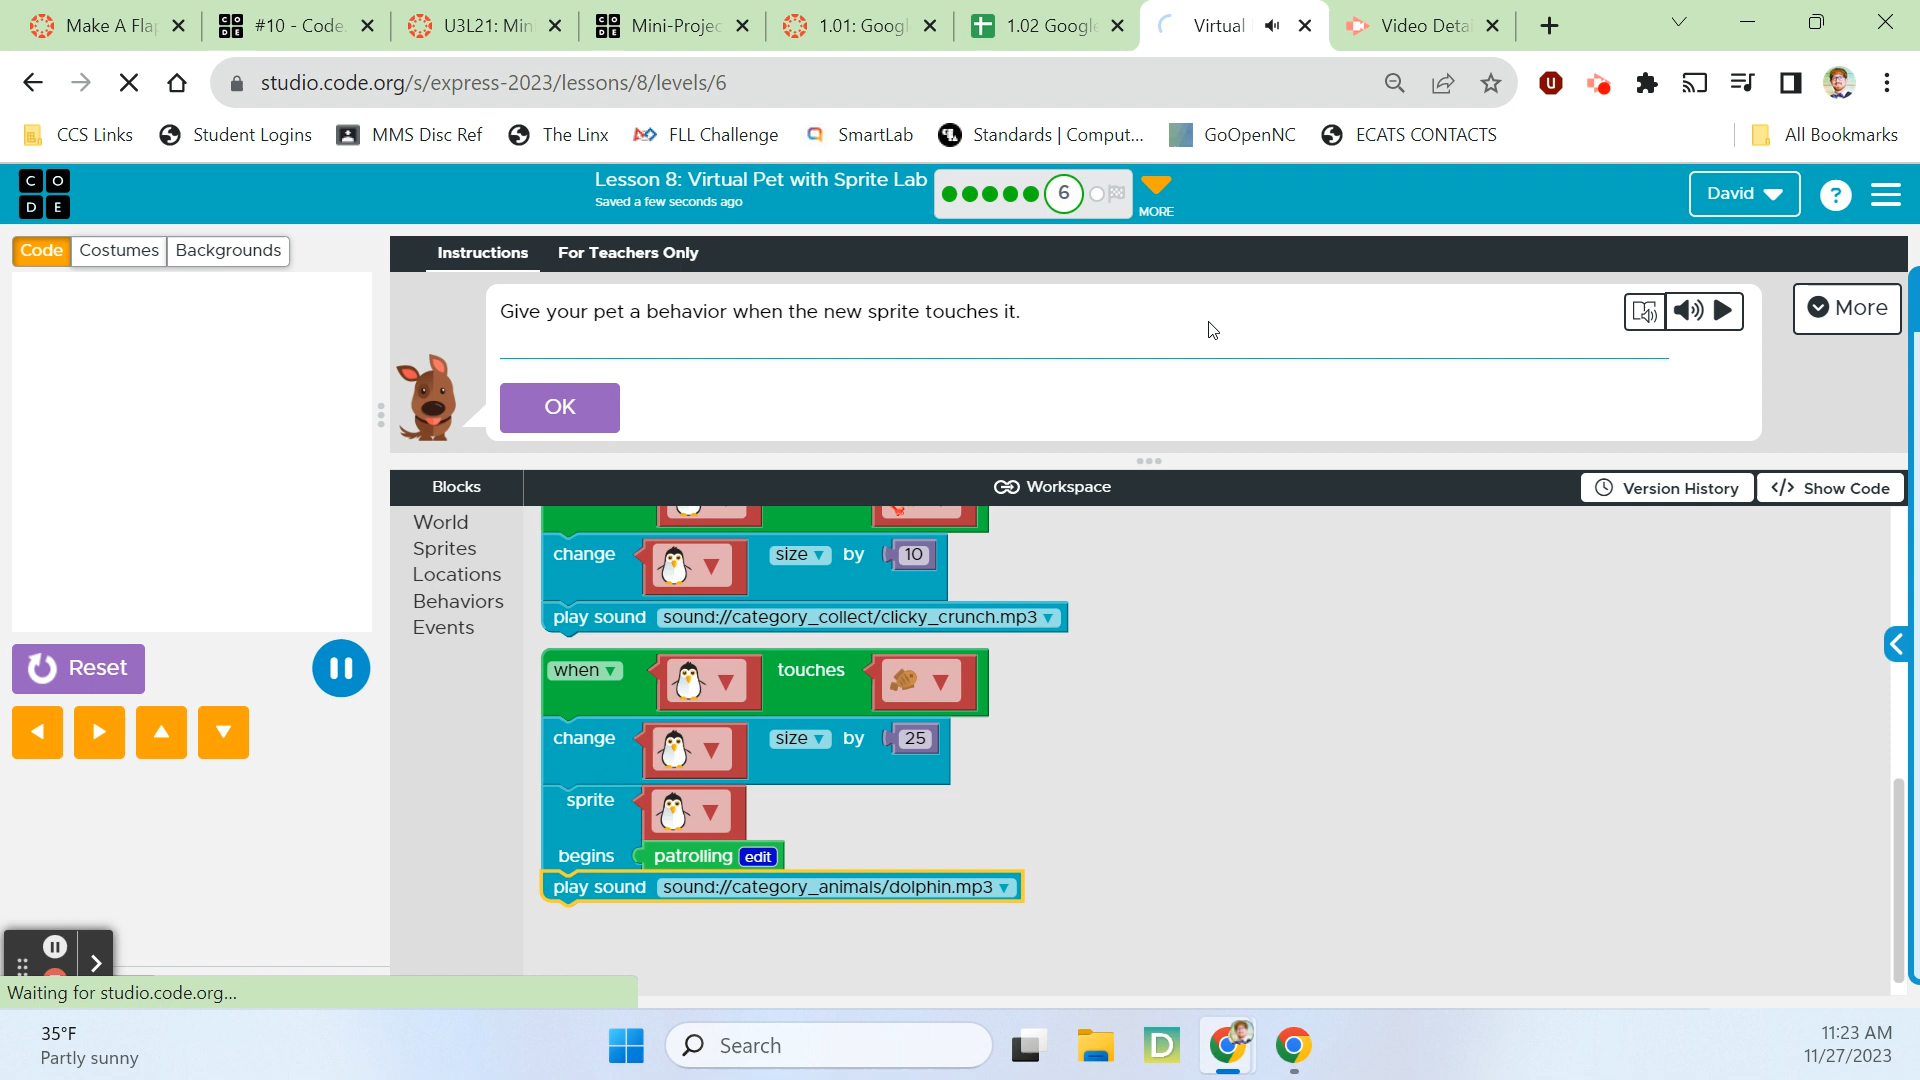 Make A Fla
#10 - Code.
U3L21: Min
Mini-Projec
1.01: Googl
1.02 Google
Virtual
Video Detai
studio.code.org/s/express-2023/lessons/8/levels/6
CCS Links
Student Logins
MMS Disc Ref
The Linx
FLL Challenge
SmartLab
Standards | Comput...
GoOpenNC
ECATS CONTACTS
All Bookmarks
C O
D E
Lesson 8: Virtual Pet with Sprite Lab
Saved a few seconds ago
6
MORE
David
?
Code
Costumes
Backgrounds
Instructions
For Teachers Only
Give your pet a behavior when the new sprite touches it.
More
OK
Blocks
Workspace
Version History
</> Show Code
World
Sprites
Locations
Behaviors
Events
change size by 10
play sound sound://category_collect/clicky_crunch.mp3
when touches
change size by 25
sprite
begins patrolling edit
play sound sound://category_animals/dolphin.mp3
Reset
Waiting for studio.code.org...
35°F
Partly sunny
Search
D
11:23 AM
11/27/2023